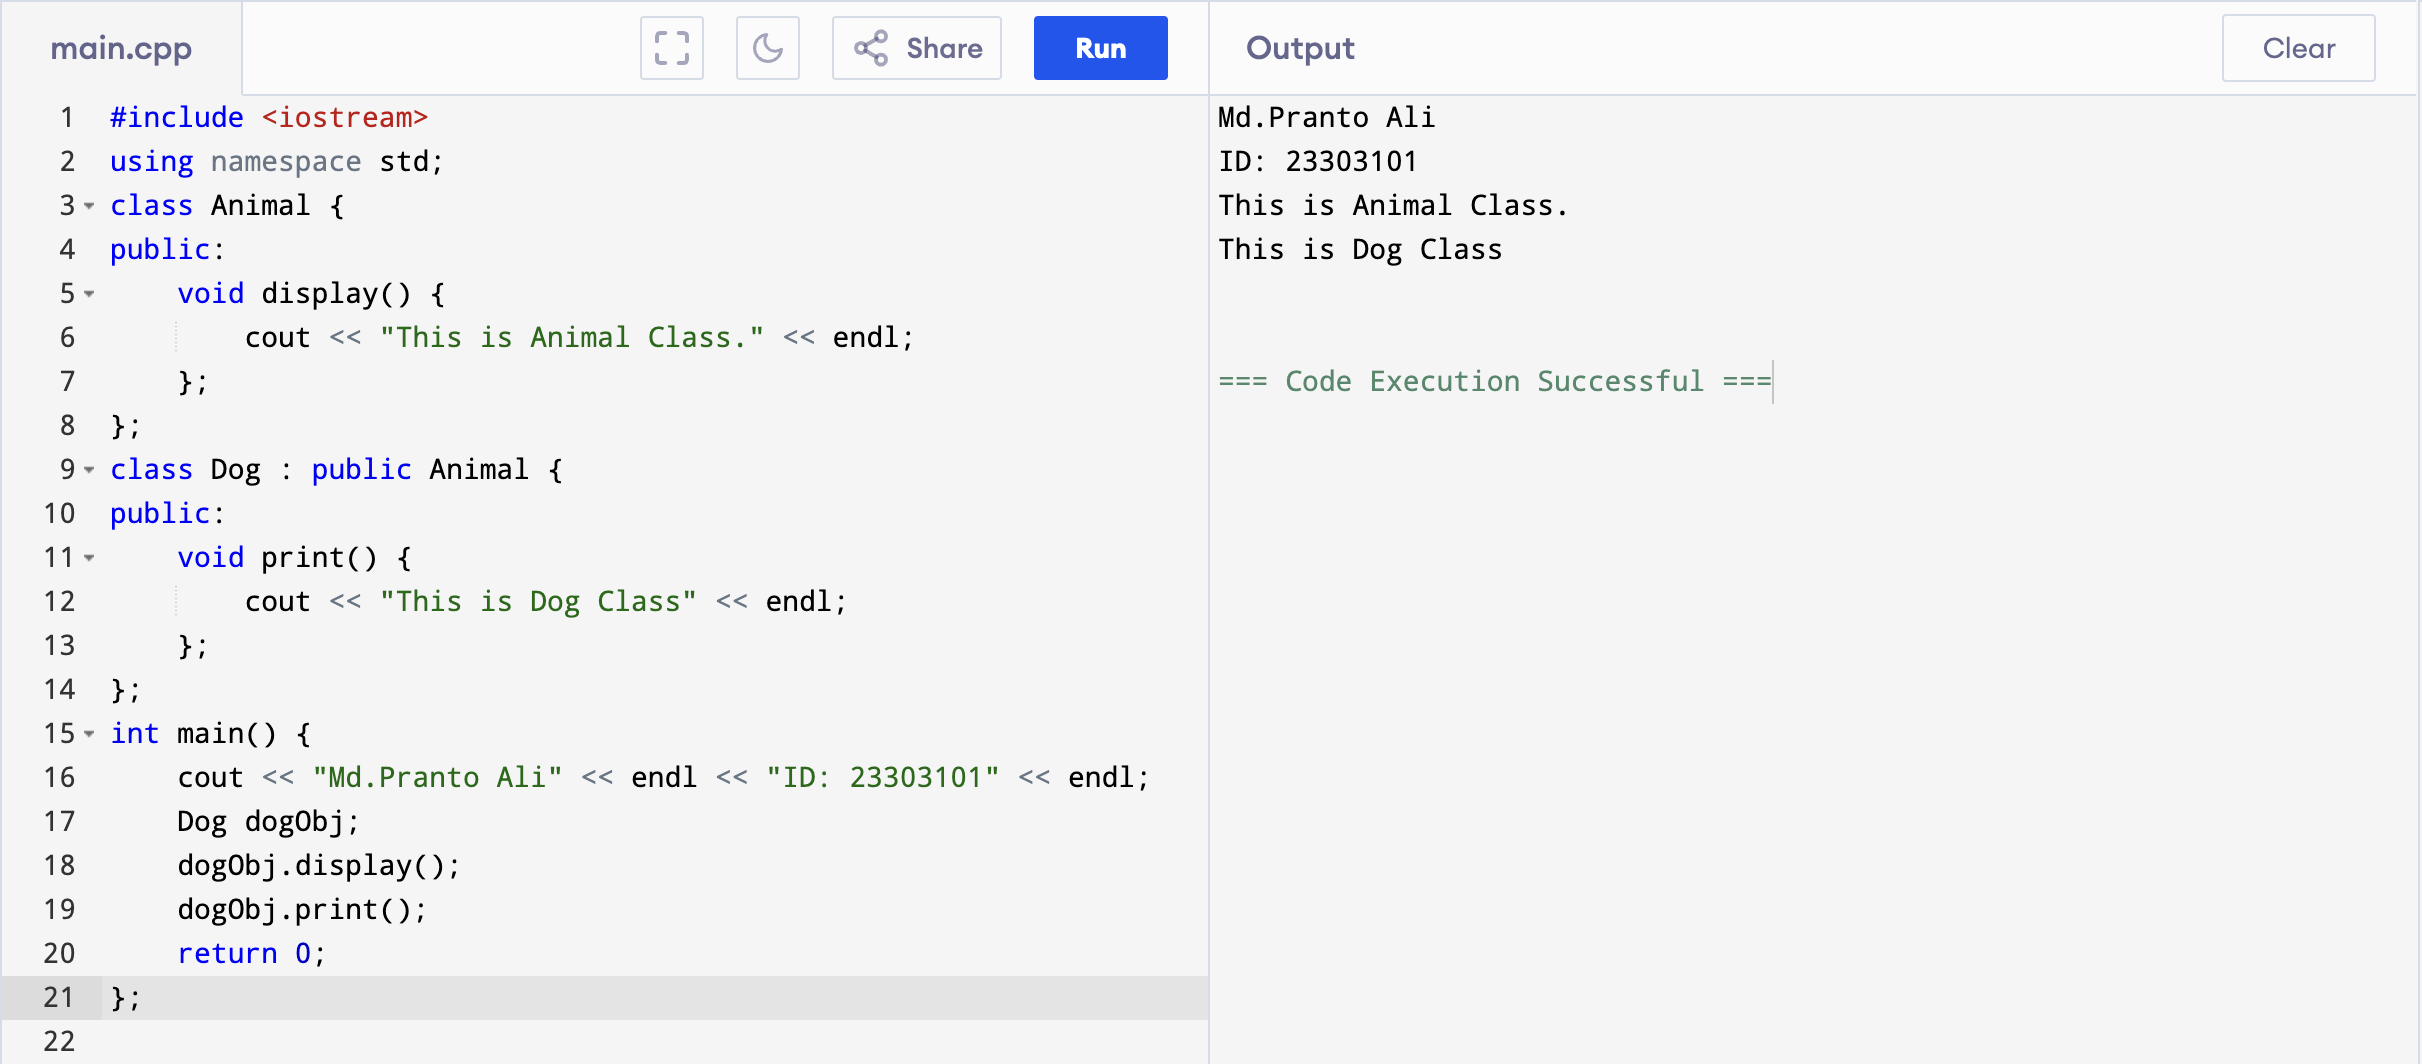 main.cpp Share Run
1 #include <iostream>
2 using namespace std;
3 class Animal {
4 public:
5     void display() {
6         cout << "This is Animal Class." << endl;
7     };
8 };
9 class Dog : public Animal {
10 public:
11     void print() {
12         cout << "This is Dog Class" << endl;
13     };
14 };
15 int main() {
16     cout << "Md.Pranto Ali" << endl << "ID: 23303101" << endl;
17     Dog dogObj;
18     dogObj.display();
19     dogObj.print();
20     return 0;
21 };
22
Output Clear
Md.Pranto Ali
ID: 23303101
This is Animal Class.
This is Dog Class
=== Code Execution Successful ===